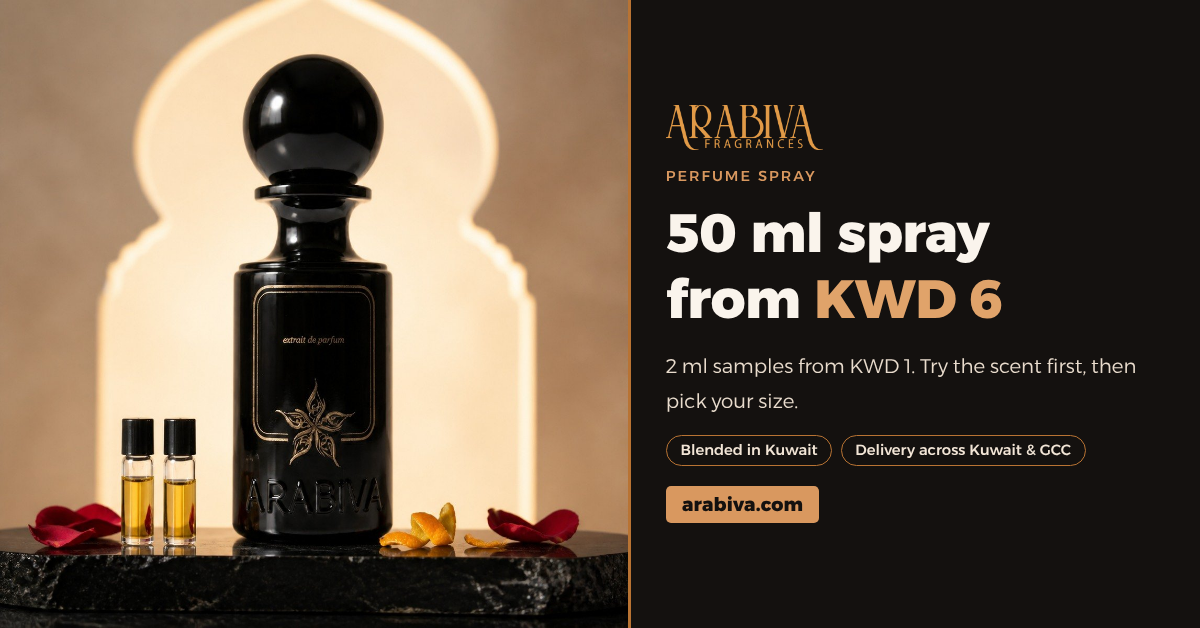 extrait de parfum
ARABIVA
ARABIVA
FRAGRANCES
PERFUME SPRAY
50 ml spray
from KWD 6
2 ml samples from KWD 1. Try the scent first, then
pick your size.
Blended in Kuwait
Delivery across Kuwait & GCC
arabiva.com